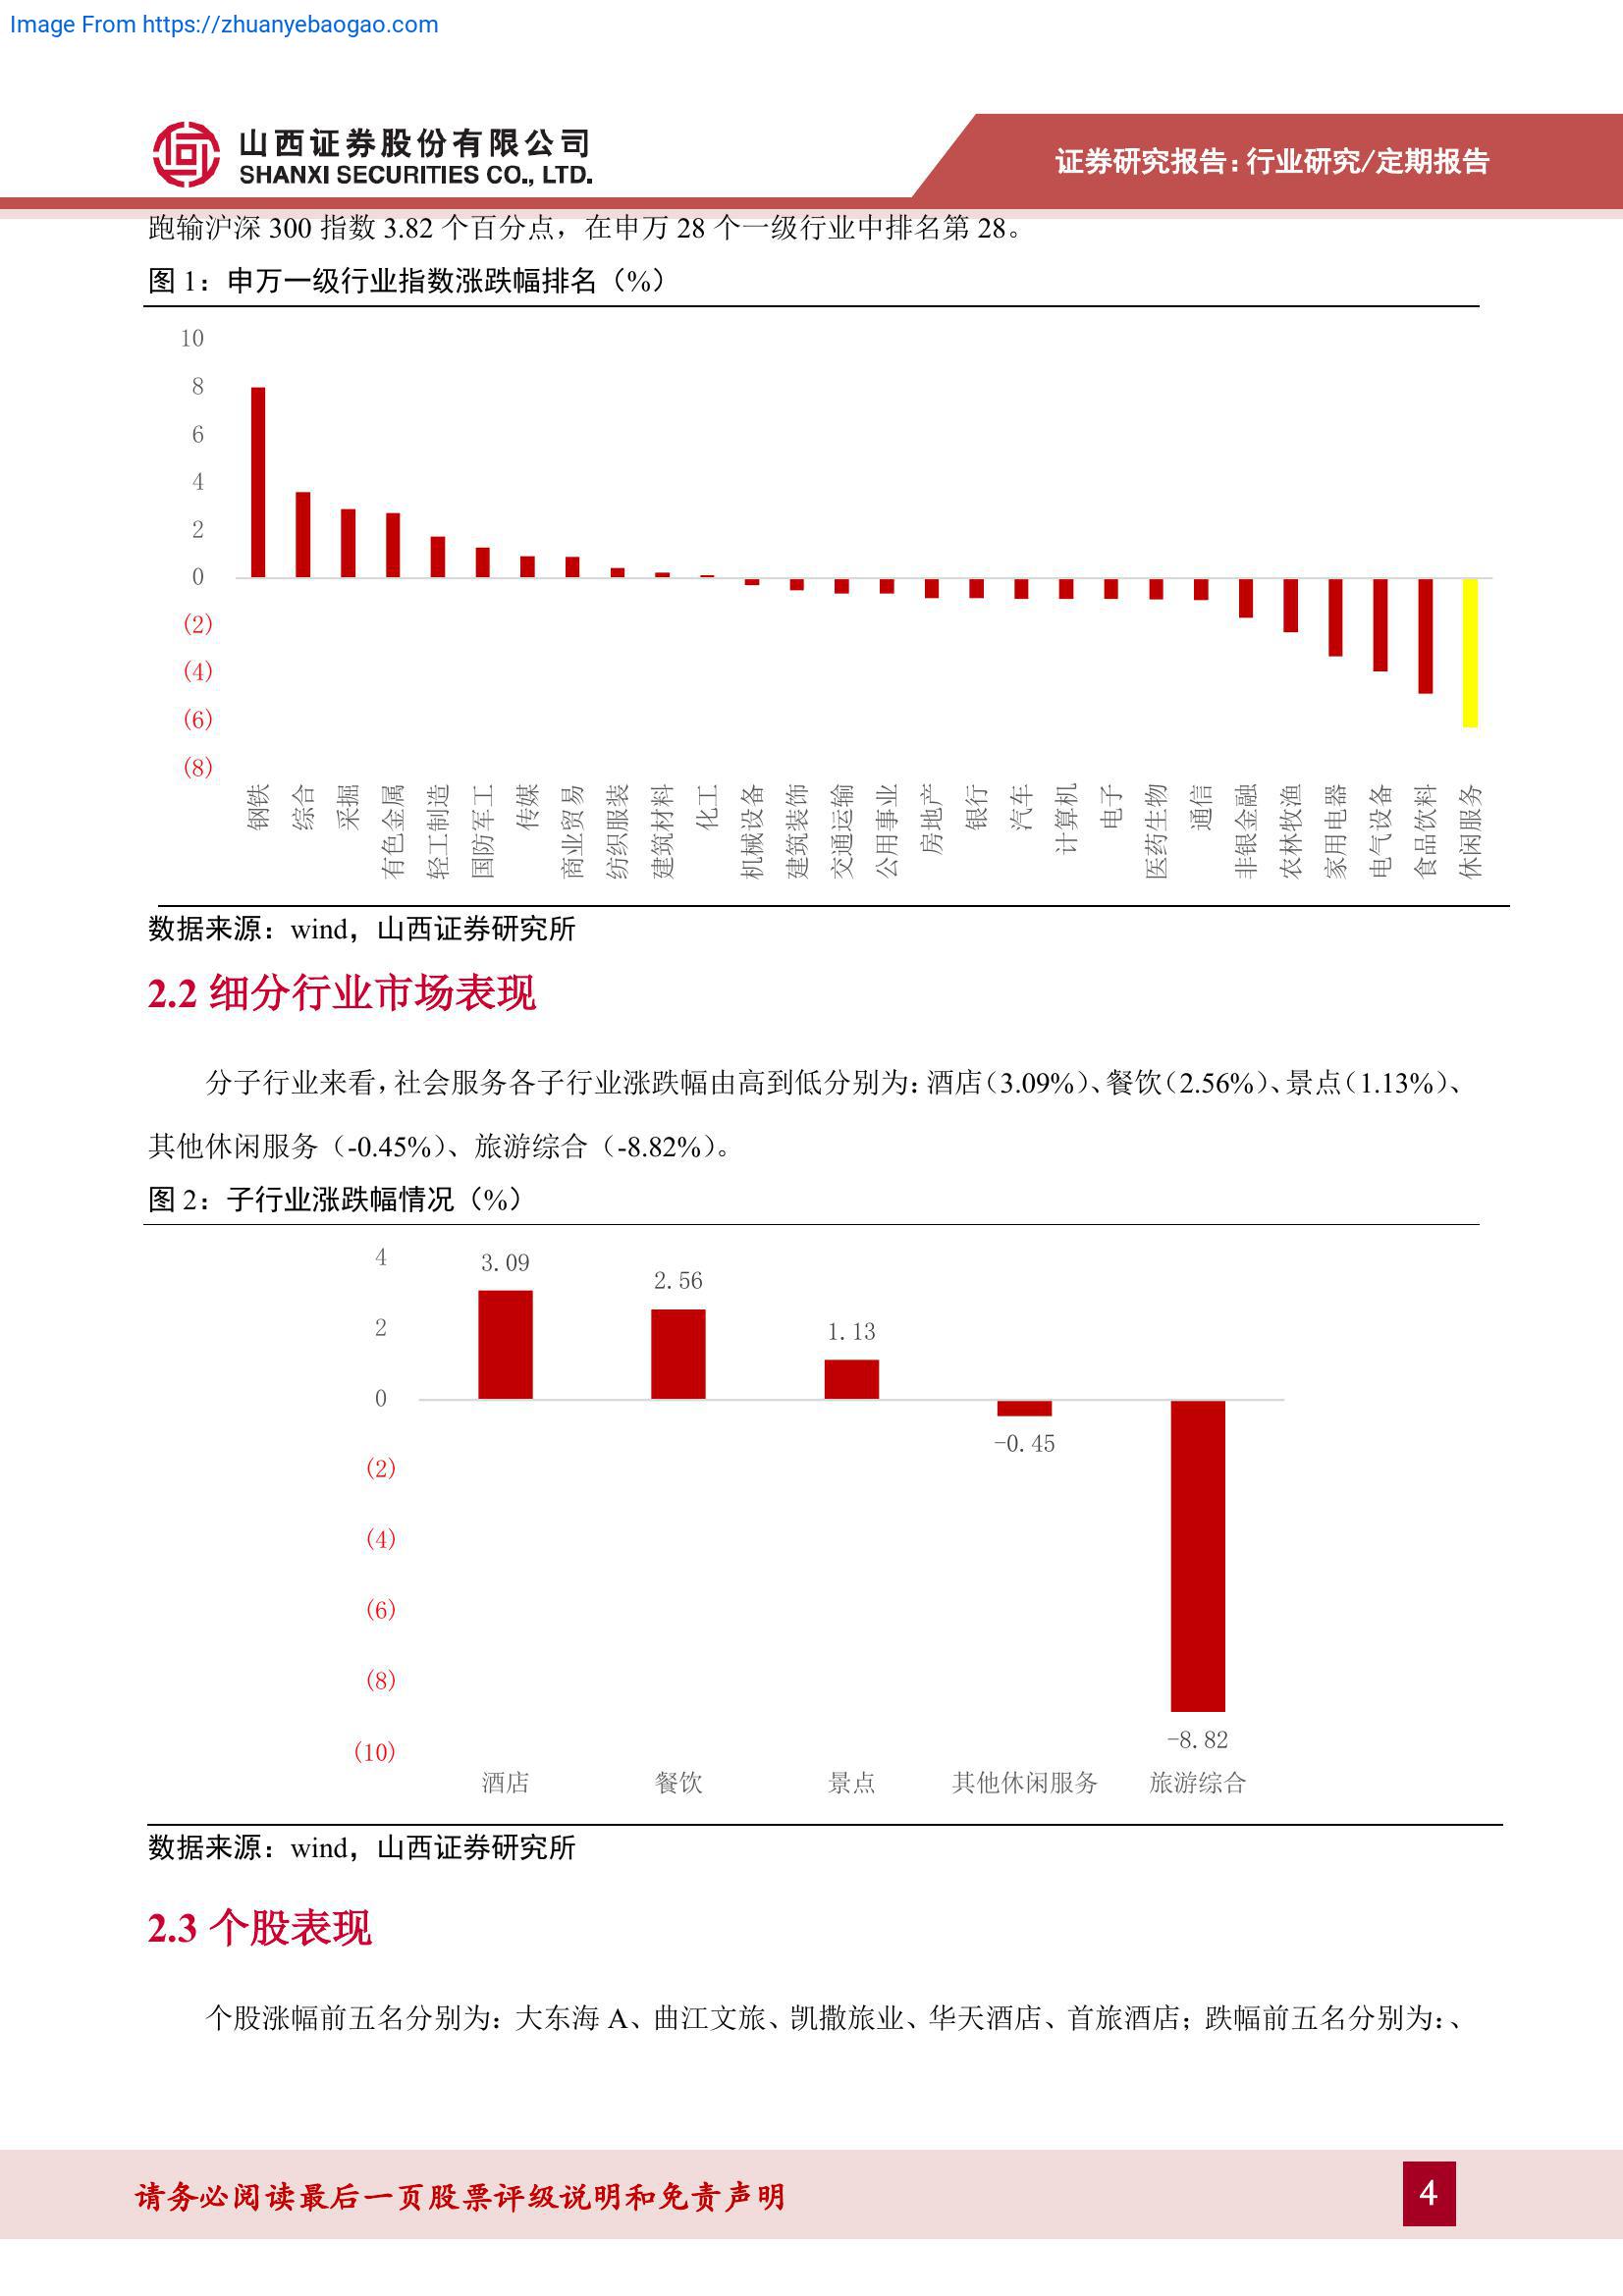 Image From https://zhuanyebaogao.com
山西证券股份有限公司
SHANXI SECURITIES CO., LTD.
证券研究报告：行业研究/定期报告
跑输沪深 300 指数 3.82 个百分点，在申万 28 个一级行业中排名第 28。
图 1：申万一级行业指数涨跌幅排名（%）
10
8
6
4
2
0
(2)
(4)
(6)
(8)
钢铁
综合
采掘
有色金属
轻工制造
国防军工
传媒
商业贸易
纺织服装
建筑材料
化工
机械设备
建筑装饰
交通运输
公用事业
房地产
银行
汽车
计算机
电子
医药生物
通信
非银金融
农林牧渔
家用电器
电气设备
食品饮料
休闲服务
数据来源：wind，山西证券研究所
2.2 细分行业市场表现
分子行业来看，社会服务各子行业涨跌幅由高到低分别为：酒店（3.09%）、餐饮（2.56%）、景点（1.13%）、
其他休闲服务（-0.45%）、旅游综合（-8.82%）。
图 2：子行业涨跌幅情况（%）
4
2
0
(2)
(4)
(6)
(8)
(10)
3.09
2.56
1.13
-0.45
-8.82
酒店
餐饮
景点
其他休闲服务
旅游综合
数据来源：wind，山西证券研究所
2.3 个股表现
个股涨幅前五名分别为：大东海 A、曲江文旅、凯撒旅业、华天酒店、首旅酒店；跌幅前五名分别为：、
请务必阅读最后一页股票评级说明和免责声明
4